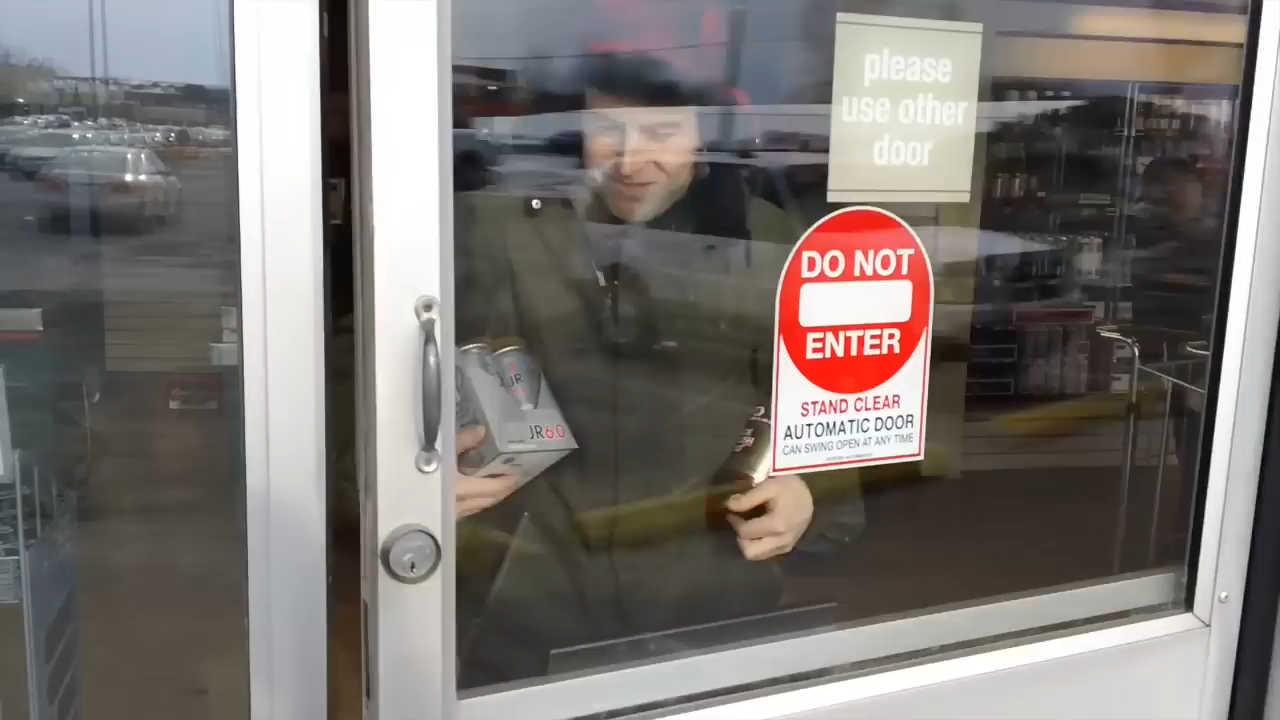 please
use other
door
DO NOT
ENTER
STAND CLEAR
AUTOMATIC DOOR
CAN SWING OPEN AT ANY TIME
JR
JR6.0